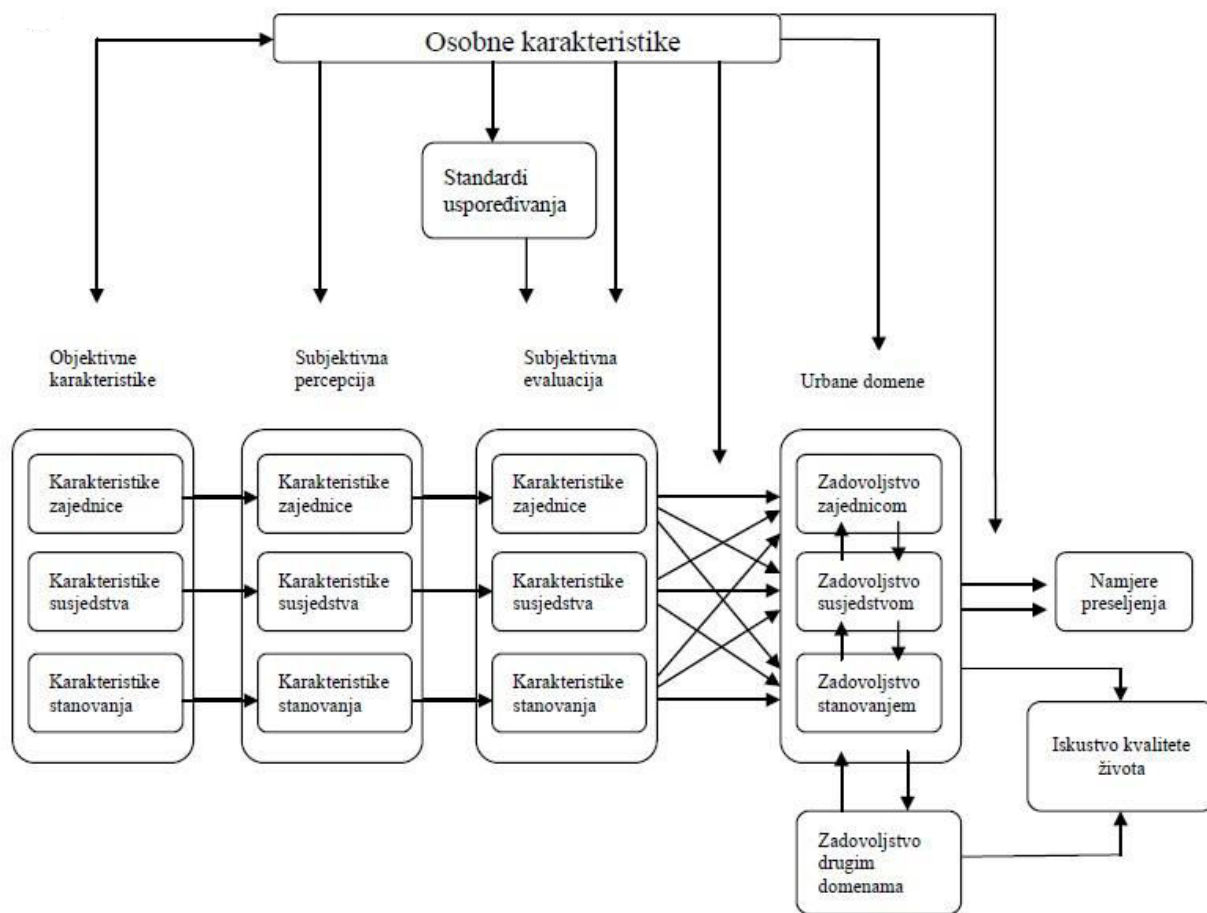 Osobne karakteristike
Standardi
uspoređivanja
Objektivne
karakteristike
Subjektivna
percepcija
Subjektivna
evaluacija
Urbane domene
Karakteristike
zajednice
Karakteristike
zajednice
Karakteristike
zajednice
Zadovoljstvo
zajednicom
Karakteristike
susjedstva
Karakteristike
susjedstva
Karakteristike
susjedstva
Zadovoljstvo
susjedstvom
Namjere
preseljenja
Karakteristike
stanovanja
Karakteristike
stanovanja
Karakteristike
stanovanja
Zadovoljstvo
stanovanjem
Iskustvo kvalitete
života
Zadovoljstvo
drugim
domenama